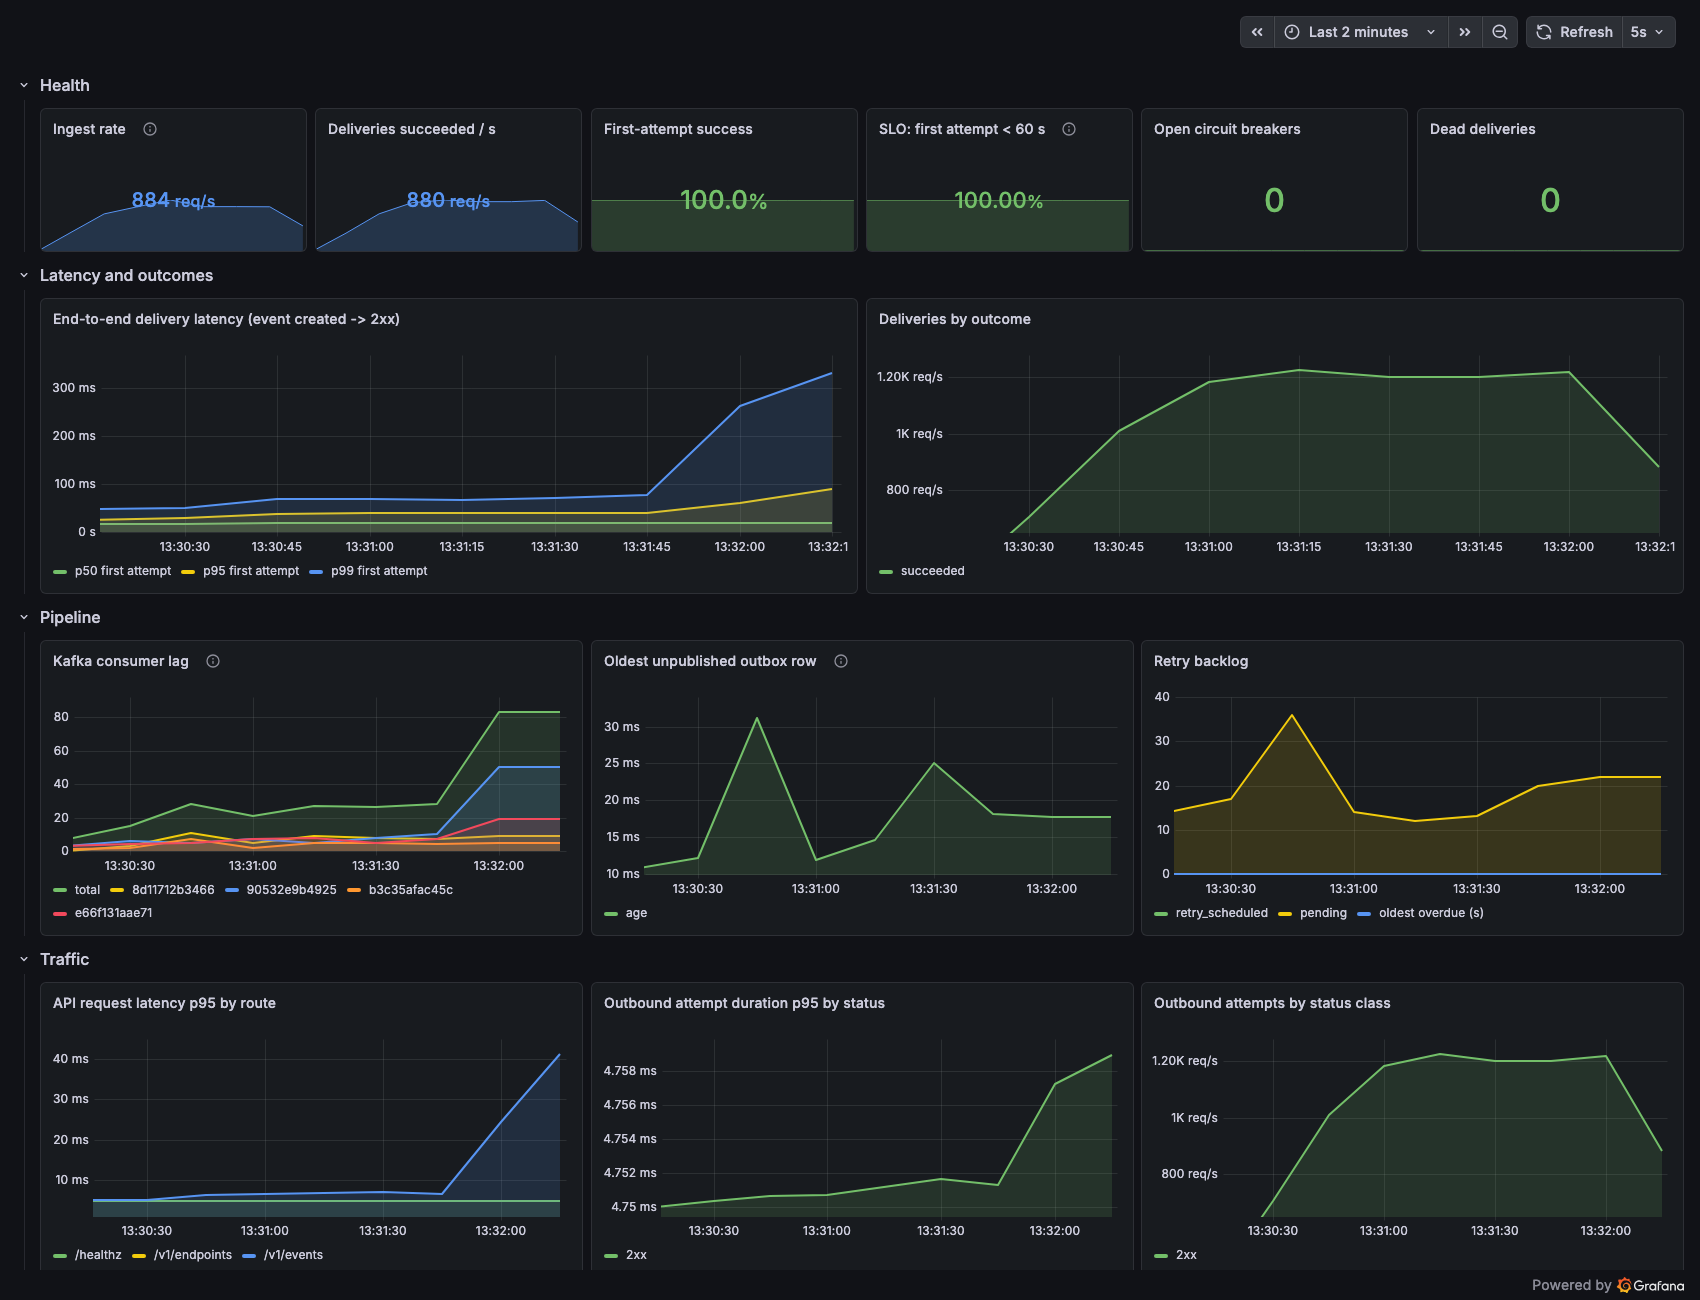 Last 2 minutes
Refresh
5s
Health
Ingest rate
884 req/s
Deliveries succeeded / s
880 req/s
First-attempt success
100.0%
SLO: first attempt < 60 s
100.00%
Open circuit breakers
0
Dead deliveries
0
Latency and outcomes
End-to-end delivery latency (event created -> 2xx)
300 ms
200 ms
100 ms
0 s
13:30:30 13:30:45 13:31:00 13:31:15 13:31:30 13:31:45 13:32:00 13:32:1
p50 first attempt p95 first attempt p99 first attempt
Deliveries by outcome
1.20K req/s
1K req/s
800 req/s
13:30:30 13:30:45 13:31:00 13:31:15 13:31:30 13:31:45 13:32:00 13:32:1
succeeded
Pipeline
Kafka consumer lag
80
60
40
20
0
13:30:30 13:31:00 13:31:30 13:32:00
total 8d11712b3466 90532e9b4925 b3c35afac45c
e66f131aae71
Oldest unpublished outbox row
30 ms
25 ms
20 ms
15 ms
10 ms
13:30:30 13:31:00 13:31:30 13:32:00
age
Retry backlog
40
30
20
10
0
13:30:30 13:31:00 13:31:30 13:32:00
retry_scheduled pending oldest overdue (s)
Traffic
API request latency p95 by route
40 ms
30 ms
20 ms
10 ms
13:30:30 13:31:00 13:31:30 13:32:00
/healthz /v1/endpoints /v1/events
Outbound attempt duration p95 by status
4.758 ms
4.756 ms
4.754 ms
4.752 ms
4.75 ms
13:30:30 13:31:00 13:31:30 13:32:00
2xx
Outbound attempts by status class
1.20K req/s
1K req/s
800 req/s
13:30:30 13:31:00 13:31:30 13:32:00
2xx
Powered by Grafana